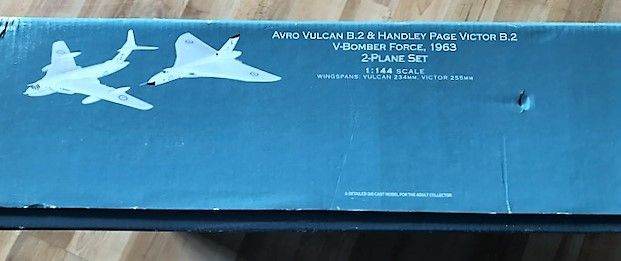 Avro Vulcan B.2 & Handley Page Victor B.2
V-Bomber Force, 1963
2-Plane Set
1:144 scale
Wingspans: Vulcan 234mm, Victor 255mm
A DETAILED DIE-CAST MODEL FOR THE ADULT COLLECTOR